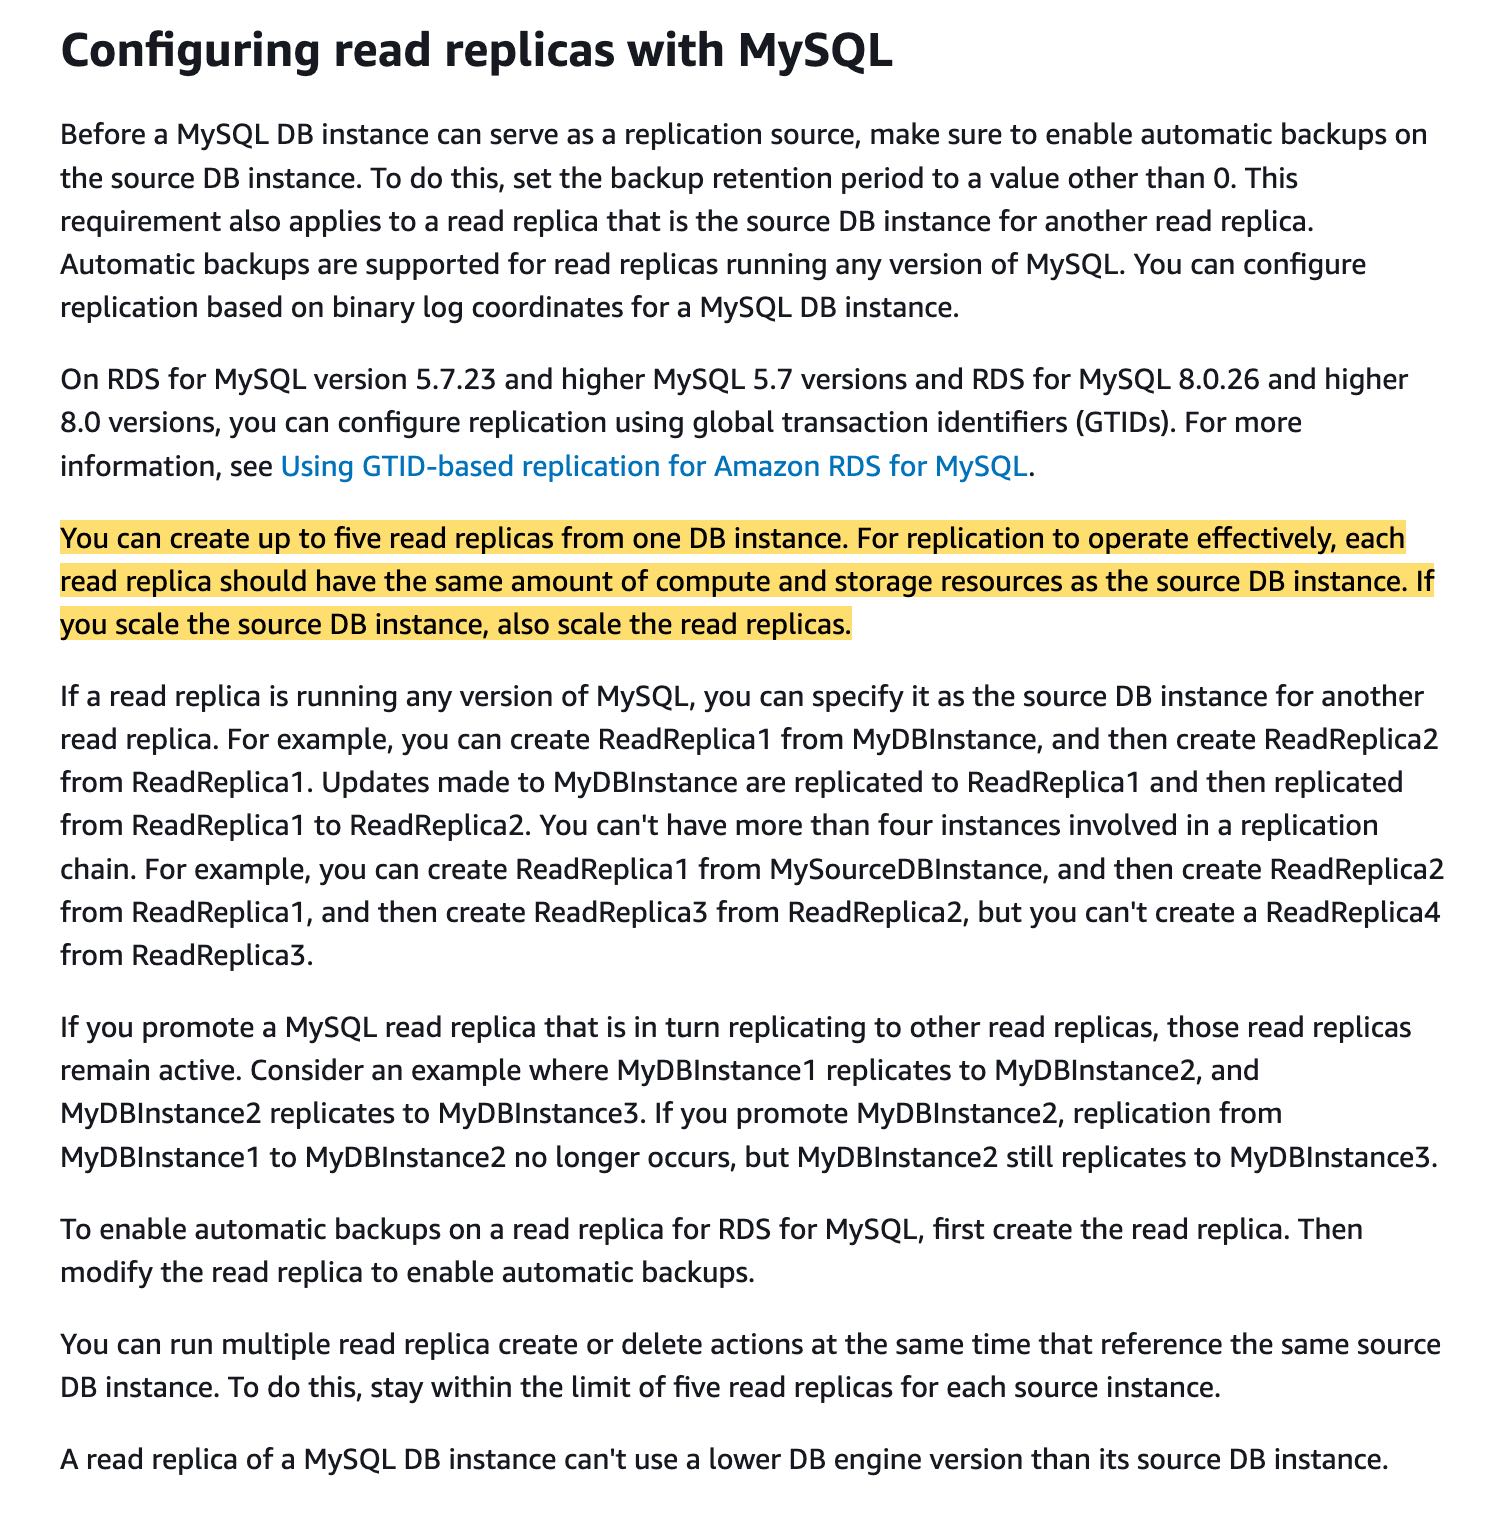 Configuring read replicas with MySQL
Before a MySQL DB instance can serve as a replication source, make sure to enable automatic backups on
the source DB instance. To do this, set the backup retention period to a value other than 0. This
requirement also applies to a read replica that is the source DB instance for another read replica.
Automatic backups are supported for read replicas running any version of MySQL. You can configure
replication based on binary log coordinates for a MySQL DB instance.
On RDS for MySQL version 5.7.23 and higher MySQL 5.7 versions and RDS for MySQL 8.0.26 and higher
8.0 versions, you can configure replication using global transaction identifiers (GTIDs). For more
information, see Using GTID-based replication for Amazon RDS for MySQL.
You can create up to five read replicas from one DB instance. For replication to operate effectively, each
read replica should have the same amount of compute and storage resources as the source DB instance. If
you scale the source DB instance, also scale the read replicas.
If a read replica is running any version of MySQL, you can specify it as the source DB instance for another
read replica. For example, you can create ReadReplica1 from MyDBInstance, and then create ReadReplica2
from ReadReplica1. Updates made to MyDBInstance are replicated to ReadReplica1 and then replicated
from ReadReplica1 to ReadReplica2. You can't have more than four instances involved in a replication
chain. For example, you can create ReadReplica1 from MySourceDBInstance, and then create ReadReplica2
from ReadReplica1, and then create ReadReplica3 from ReadReplica2, but you can't create a ReadReplica4
from ReadReplica3.
If you promote a MySQL read replica that is in turn replicating to other read replicas, those read replicas
remain active. Consider an example where MyDBInstance1 replicates to MyDBInstance2, and
MyDBInstance2 replicates to MyDBInstance3. If you promote MyDBInstance2, replication from
MyDBInstance1 to MyDBInstance2 no longer occurs, but MyDBInstance2 still replicates to MyDBInstance3.
To enable automatic backups on a read replica for RDS for MySQL, first create the read replica. Then
modify the read replica to enable automatic backups.
You can run multiple read replica create or delete actions at the same time that reference the same source
DB instance. To do this, stay within the limit of five read replicas for each source instance.
A read replica of a MySQL DB instance can't use a lower DB engine version than its source DB instance.